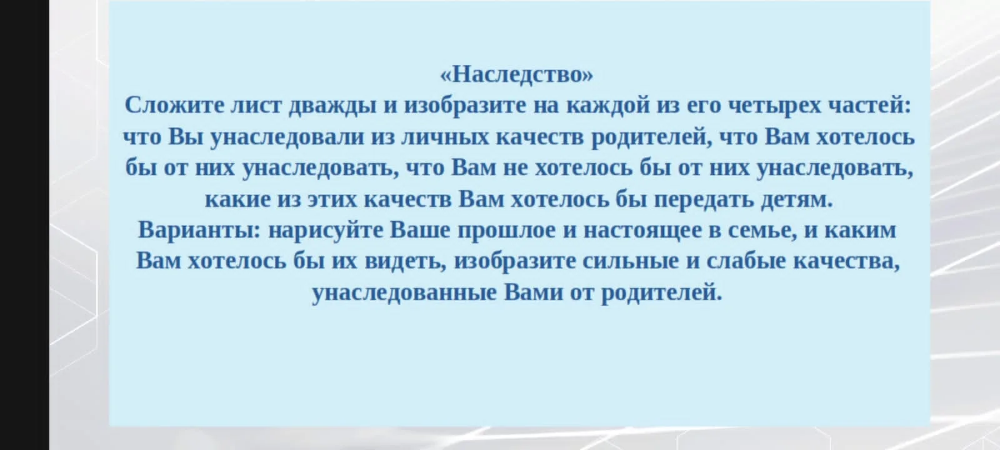 «Наследство»
Сложите лист дважды и изобразите на каждой из его четырех частей:
что Вы унаследовали из личных качеств родителей, что Вам хотелось
бы от них унаследовать, что Вам не хотелось бы от них унаследовать,
какие из этих качеств Вам хотелось бы передать детям.
Варианты: нарисуйте Ваше прошлое и настоящее в семье, и каким
Вам хотелось бы их видеть, изобразите сильные и слабые качества,
унаследованные Вами от родителей.